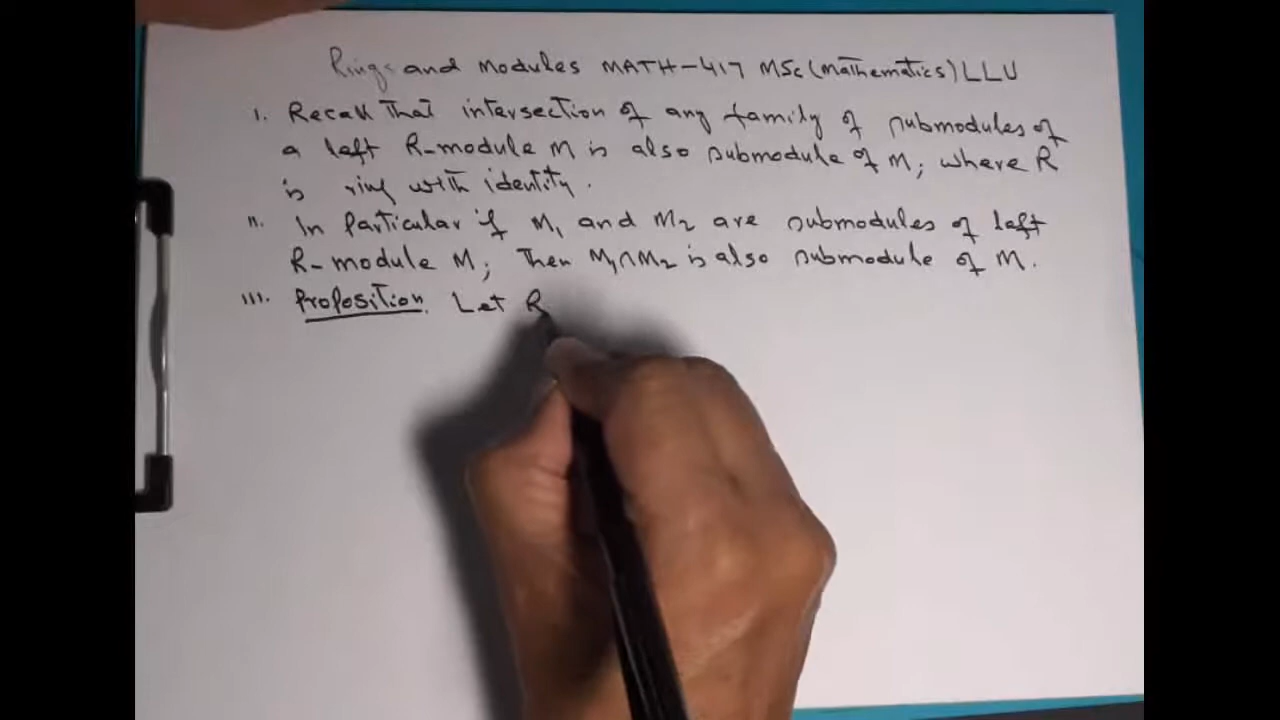 Rings and Modules MATH-417 MSc (Mathematics) LLU
i. Recall That intersection of any family of submodules of
a left R-module M is also submodule of M; where R
is ring with identity.
ii. In Particular if M₁ and M₂ are submodules of left
R-module M; Then M₁∩M₂ is also submodule of M.
iii. Proposition. Let R